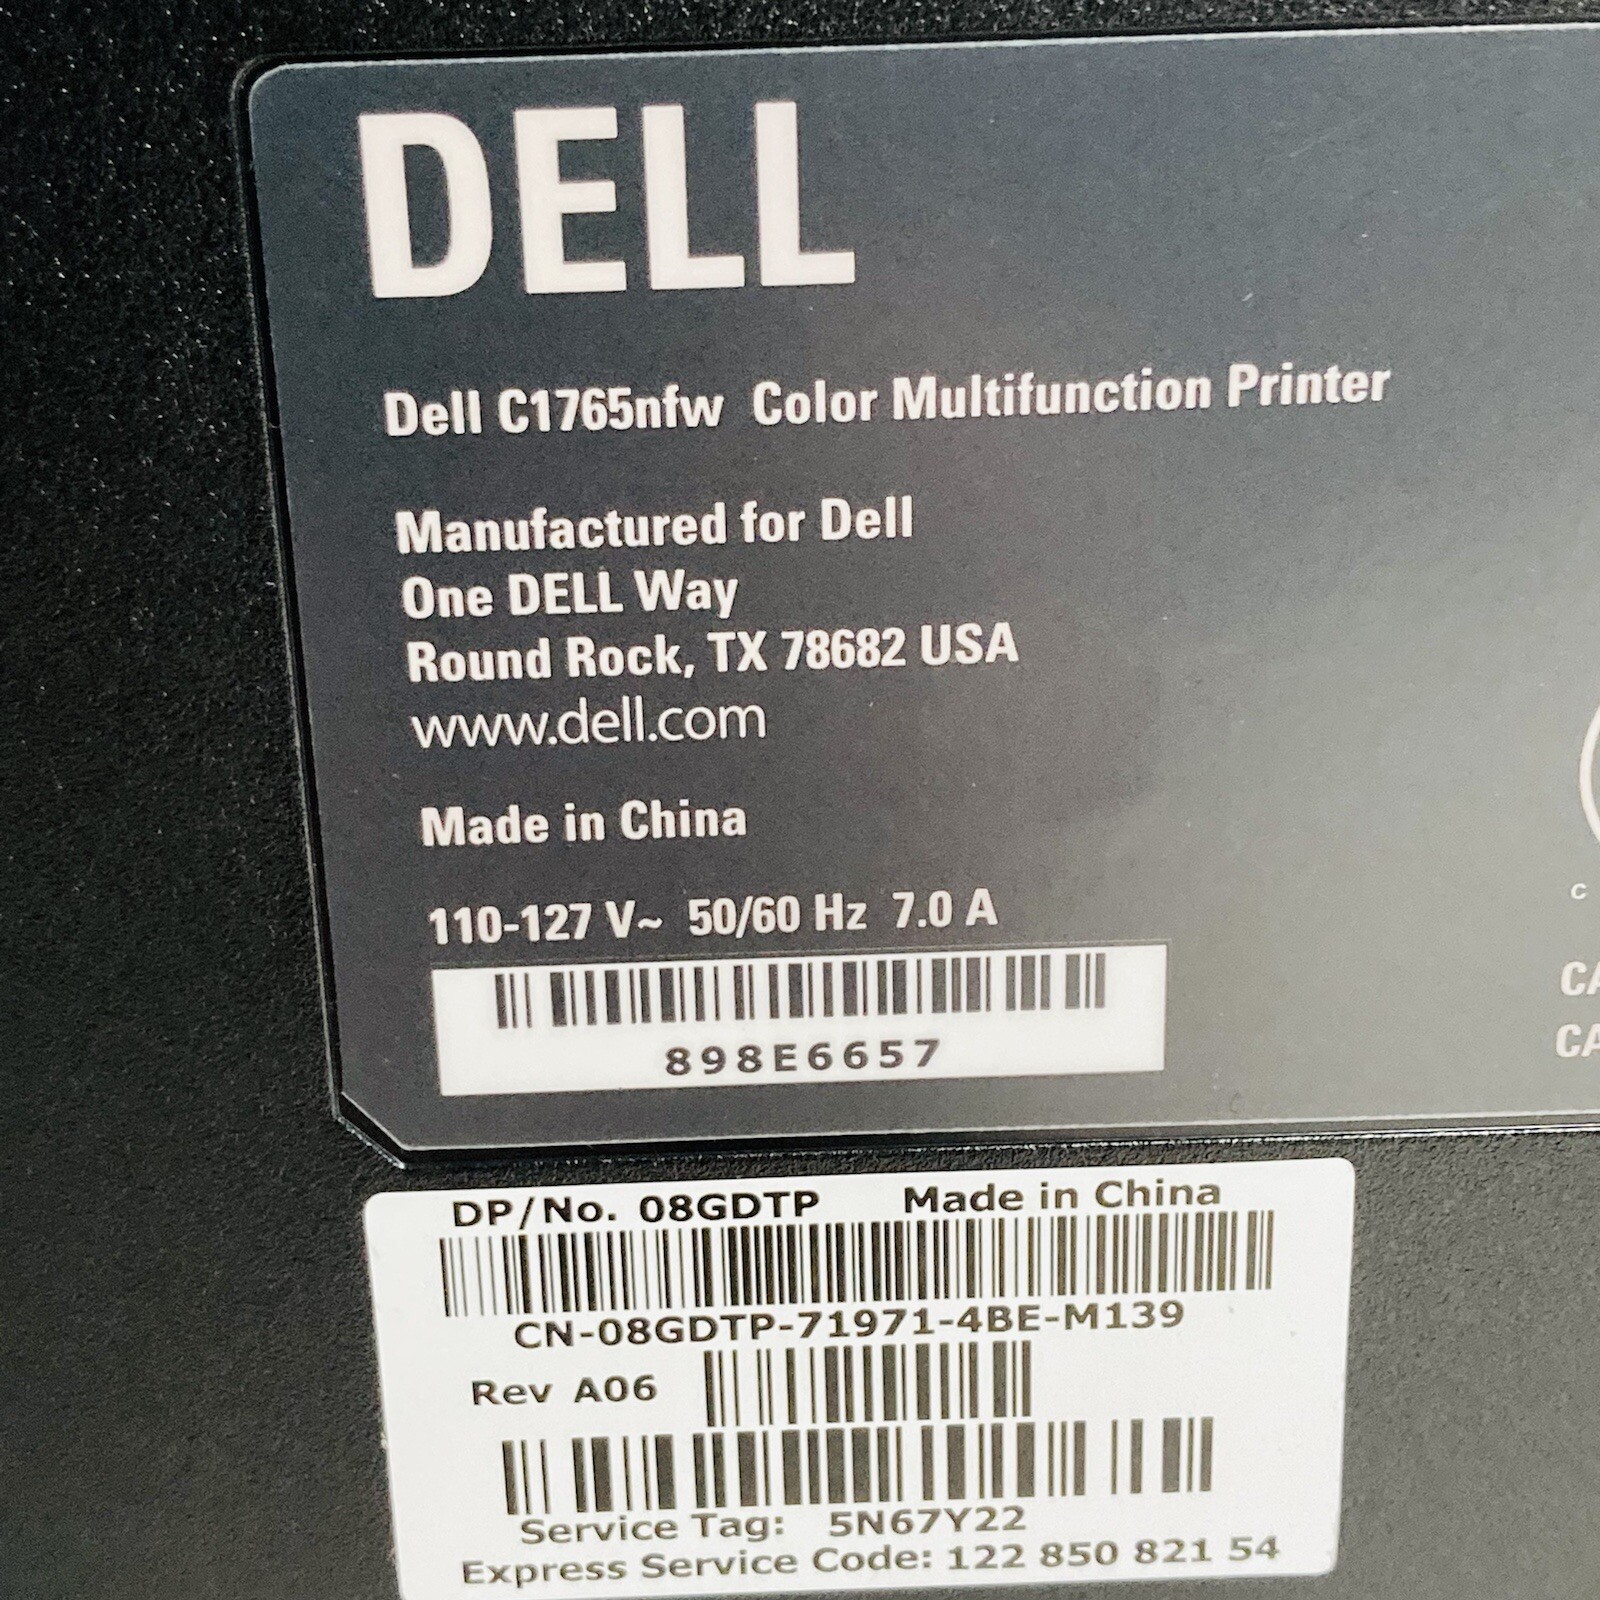 DELL
Dell C1765nfw Color Multifunction Printer
Manufactured for Dell
One DELL Way
Round Rock, TX 78682 USA
www.dell.com
Made in China
110-127 V~ 50/60 Hz 7.0 A
898E6657
C
CA
CA
DP/No. 08GDTP Made in China
CN-08GDTP-71971-4BE-M139
Rev A06
Service Tag: 5N67Y22
Express Service Code: 122 850 821 54